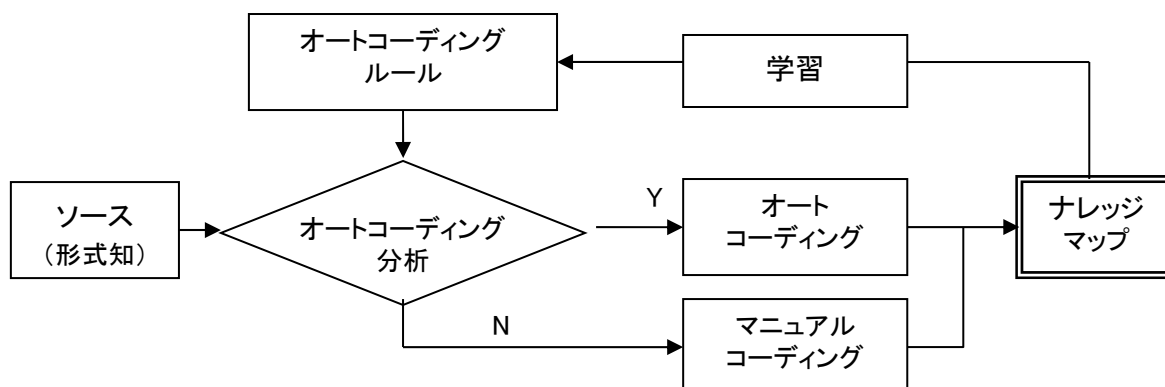 オートコーディング
ルール
学習
ソース
（形式知）
オートコーディング
分析
Y
オート
コーディング
ナレッジ
マップ
N
マニュアル
コーディング